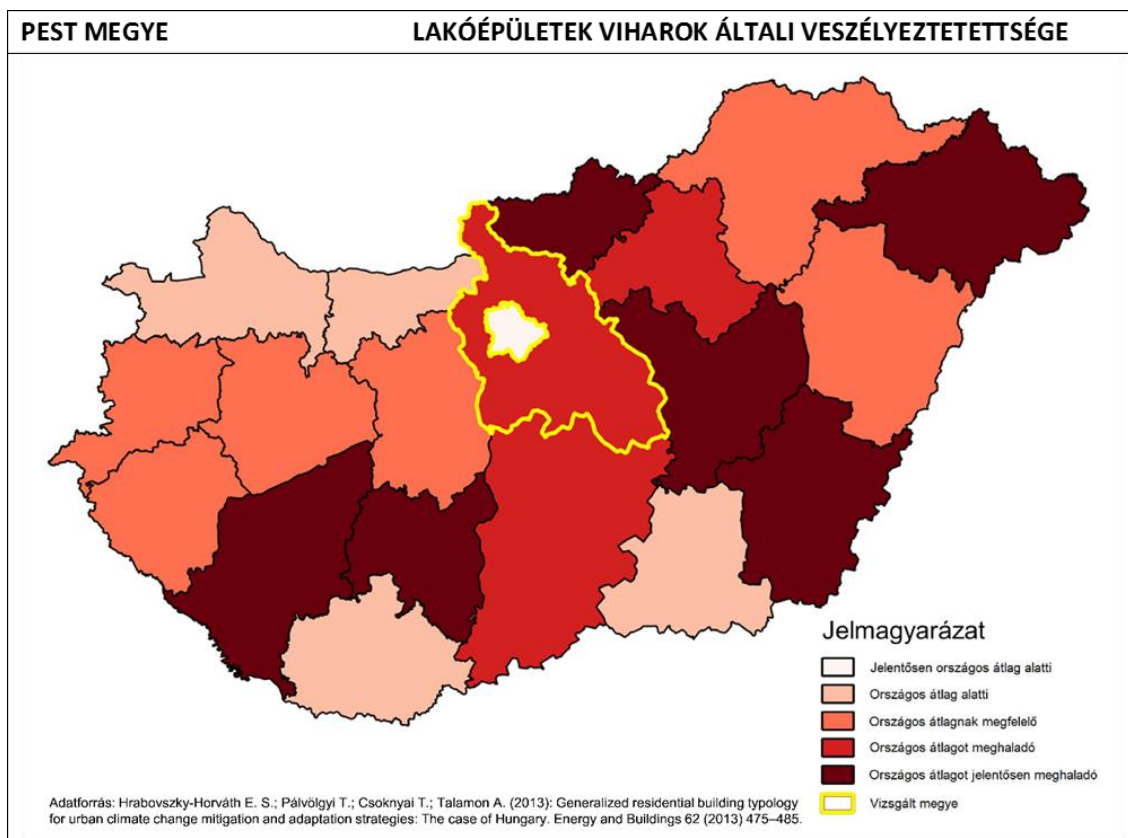 PEST MEGYE LAKÓÉPÜLETEK VIHAROK ÁLTALI VESZÉLYEZTETETTSÉGE
Jelmagyarázat
Jelentősen országos átlag alatti
Országos átlag alatti
Országos átlagnak megfelelő
Országos átlagot meghaladó
Országos átlagot jelentősen meghaladó
Vizsgált megye
Adatforrás: Hrabovszky-Horváth E. S.; Pálvölgyi T.; Csoknyai T.; Talamon A. (2013): Generalized residential building typology
for urban climate change mitigation and adaptation strategies: The case of Hungary. Energy and Buildings 62 (2013) 475–485.